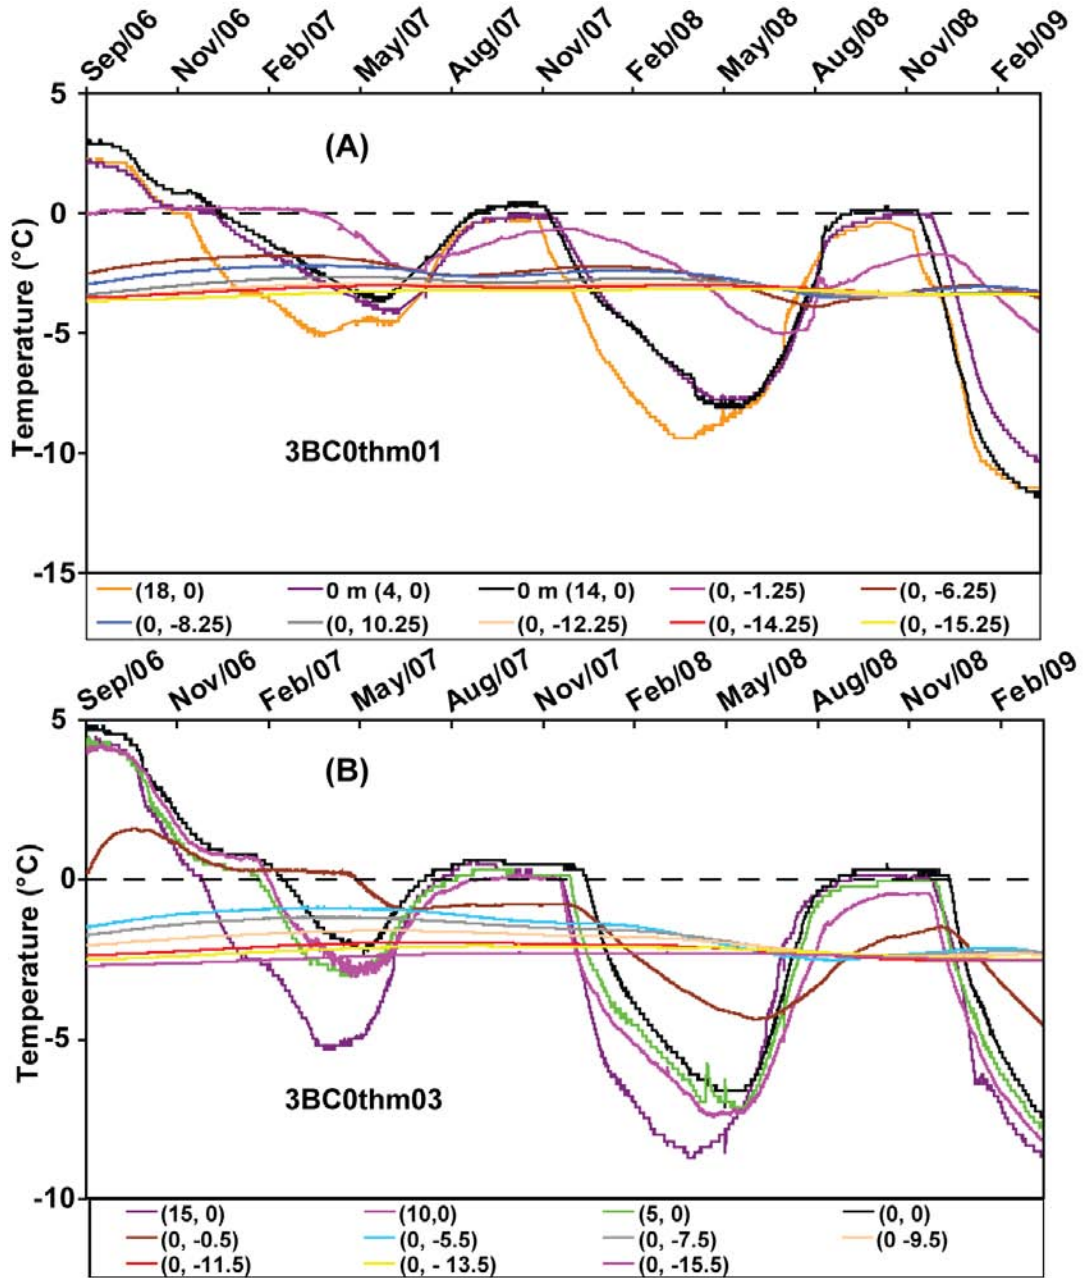 Sep/06 Nov/06 Feb/07 May/07 Aug/07 Nov/07 Feb/08 May/08 Aug/08 Nov/08 Feb/09
5
(A)
0
Temperature (°C)
-5
3BC0thm01
-10
-15
(18, 0) 0 m (4, 0) 0 m (14, 0) (0, -1.25) (0, -6.25)
(0, -8.25) (0, 10.25) (0, -12.25) (0, -14.25) (0, -15.25)
Sep/06 Nov/06 Feb/07 May/07 Aug/07 Nov/07 Feb/08 May/08 Aug/08 Nov/08 Feb/09
5
(B)
0
Temperature (°C)
-5
3BC0thm03
-10
(15, 0) (10,0) (5, 0) (0, 0)
(0, -0.5) (0, -5.5) (0, -7.5) (0 -9.5)
(0, -11.5) (0, - 13.5) (0, -15.5)